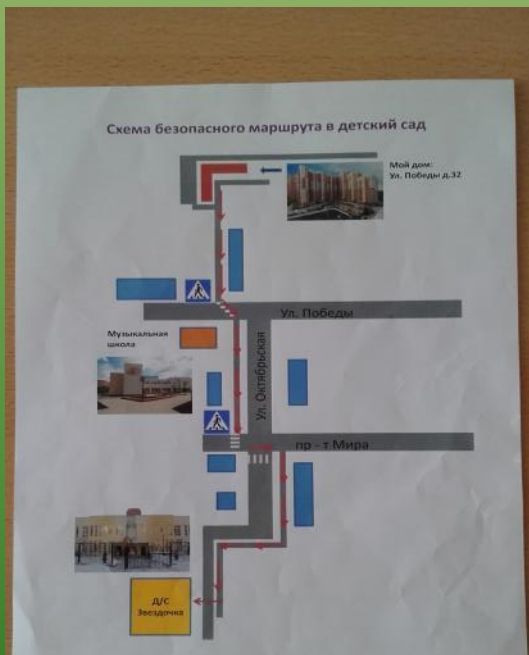 Схема безопасного маршрута в детский сад
Мой дом:
Ул. Победы д.32
Ул. Победы
Музыкальная
школа
Ул. Октябрьская
пр - т Мира
Д/С
Звездочка